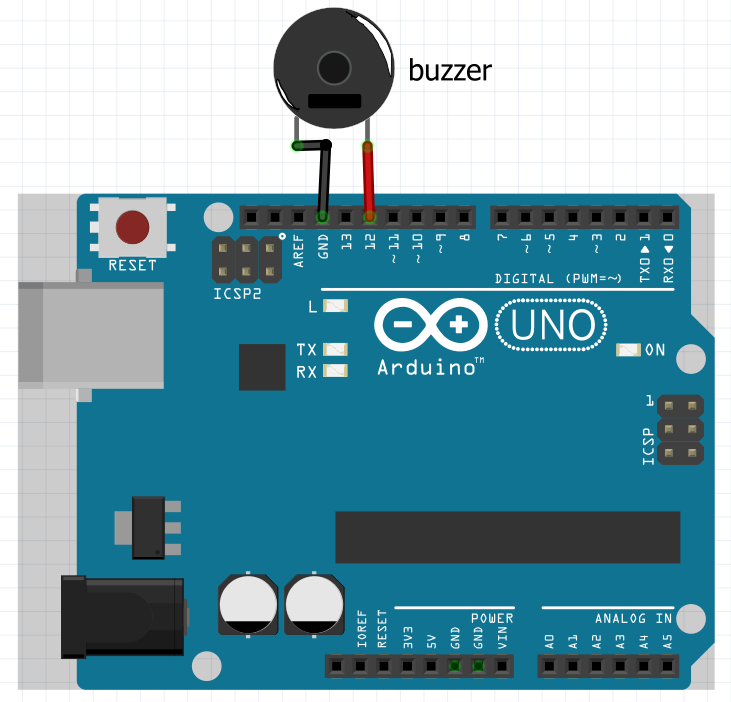 buzzer
RESET
ICSP2
AREF
GND
13
12
~11
~10
~9
8
7
~6
~5
4
~3
2
TX0▶1
RX0◀0
DIGITAL (PWM=~)
L
TX
RX
UNO
Arduino™
ON
1
ICSP
POWER
ANALOG IN
IOREF
RESET
3V3
5V
GND
GND
VIN
A0
A1
A2
A3
A4
A5